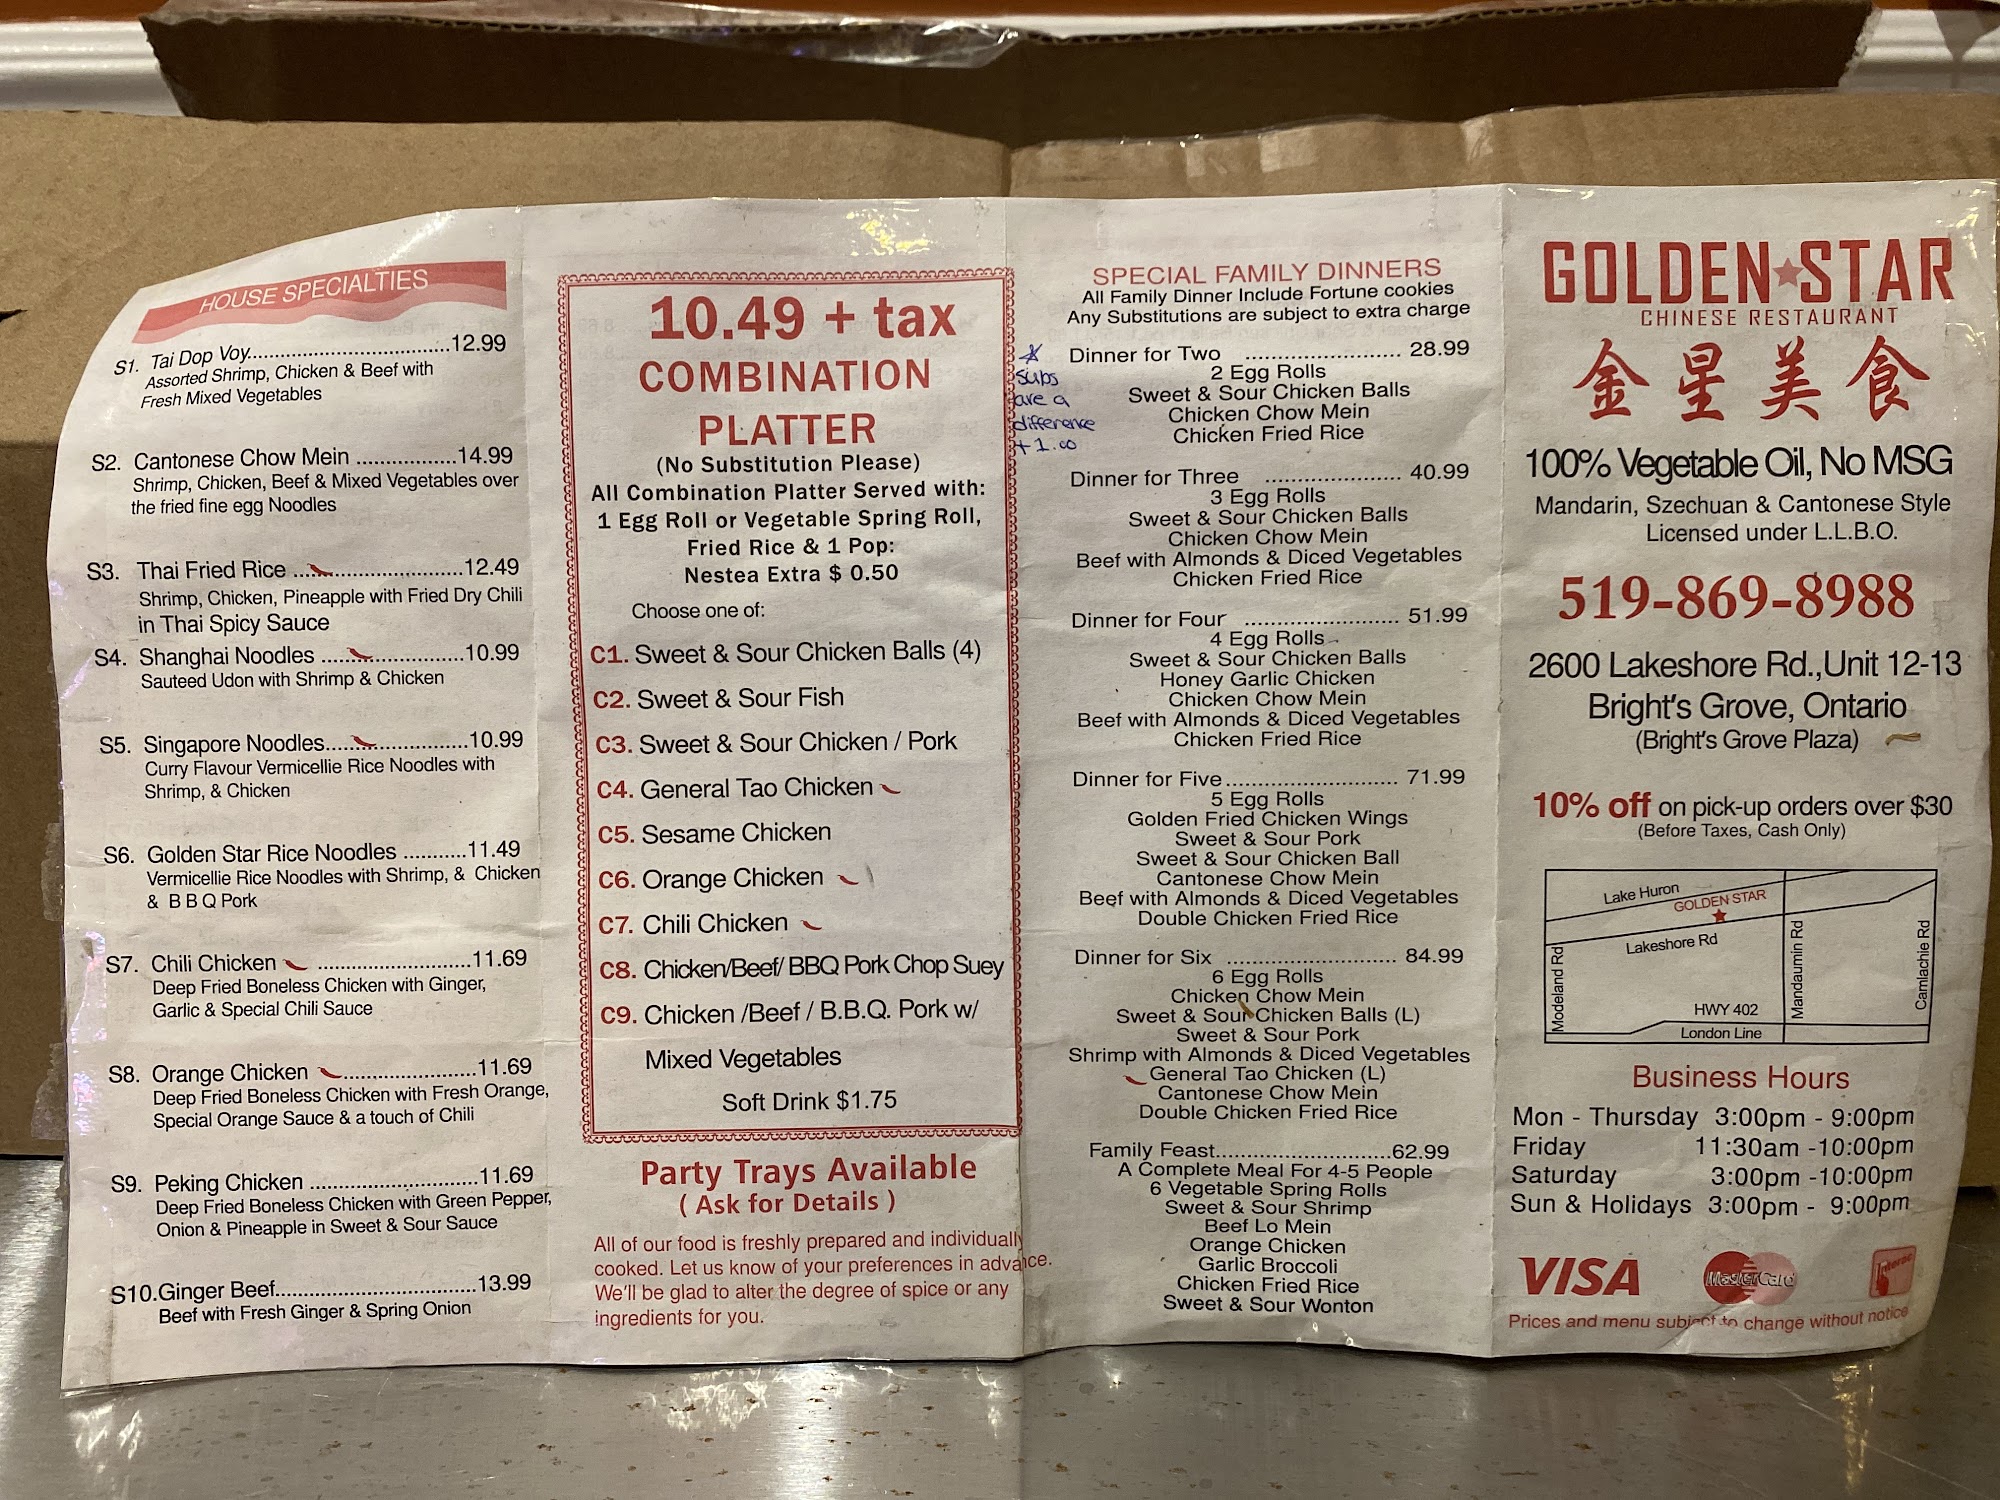 HOUSE SPECIALTIES
S1. Tai Dop Voy..................................12.99
Assorted Shrimp, Chicken & Beef with
Fresh Mixed Vegetables
S2. Cantonese Chow Mein ................14.99
Shrimp, Chicken, Beef & Mixed Vegetables over
the fried fine egg Noodles
S3. Thai Fried Rice ............................12.49
Shrimp, Chicken, Pineapple with Fried Dry Chili
in Thai Spicy Sauce
S4. Shanghai Noodles .......................10.99
Sauteed Udon with Shrimp & Chicken
S5. Singapore Noodles.......................10.99
Curry Flavour Vermicellie Rice Noodles with
Shrimp, & Chicken
S6. Golden Star Rice Noodles ...........11.49
Vermicellie Rice Noodles with Shrimp, & Chicken
& B B Q Pork
S7. Chili Chicken ..........................11.69
Deep Fried Boneless Chicken with Ginger,
Garlic & Special Chili Sauce
S8. Orange Chicken ..........................11.69
Deep Fried Boneless Chicken with Fresh Orange,
Special Orange Sauce & a touch of Chili
S9. Peking Chicken ............................11.69
Deep Fried Boneless Chicken with Green Pepper,
Onion & Pineapple in Sweet & Sour Sauce
S10.Ginger Beef..................................13.99
Beef with Fresh Ginger & Spring Onion
10.49 + tax
COMBINATION
PLATTER
(No Substitution Please)
All Combination Platter Served with:
1 Egg Roll or Vegetable Spring Roll,
Fried Rice & 1 Pop:
Nestea Extra $ 0.50
Choose one of:
C1. Sweet & Sour Chicken Balls (4)
C2. Sweet & Sour Fish
C3. Sweet & Sour Chicken / Pork
C4. General Tao Chicken
C5. Sesame Chicken
C6. Orange Chicken
C7. Chili Chicken
C8. Chicken/Beef/ BBQ Pork Chop Suey
C9. Chicken /Beef / B.B.Q. Pork w/
Mixed Vegetables
Soft Drink $1.75
Party Trays Available
( Ask for Details )
All of our food is freshly prepared and individually
cooked. Let us know of your preferences in advance.
We'll be glad to alter the degree of spice or any
ingredients for you.
* subs
are a
difference
+1.00
SPECIAL FAMILY DINNERS
All Family Dinner Include Fortune cookies
Any Substitutions are subject to extra charge
Dinner for Two ....................... 28.99
2 Egg Rolls
Sweet & Sour Chicken Balls
Chicken Chow Mein
Chicken Fried Rice
Dinner for Three .................... 40.99
3 Egg Rolls
Sweet & Sour Chicken Balls
Chicken Chow Mein
Beef with Almonds & Diced Vegetables
Chicken Fried Rice
Dinner for Four ....................... 51.99
4 Egg Rolls
Sweet & Sour Chicken Balls
Honey Garlic Chicken
Chicken Chow Mein
Beef with Almonds & Diced Vegetables
Chicken Fried Rice
Dinner for Five.......................... 71.99
5 Egg Rolls
Golden Fried Chicken Wings
Sweet & Sour Pork
Sweet & Sour Chicken Ball
Cantonese Chow Mein
Beef with Almonds & Diced Vegetables
Double Chicken Fried Rice
Dinner for Six ......................... 84.99
6 Egg Rolls
Chicken Chow Mein
Sweet & Sour Chicken Balls (L)
Sweet & Sour Pork
Shrimp with Almonds & Diced Vegetables
General Tao Chicken (L)
Cantonese Chow Mein
Double Chicken Fried Rice
Family Feast..........................62.99
A Complete Meal For 4-5 People
6 Vegetable Spring Rolls
Sweet & Sour Shrimp
Beef Lo Mein
Orange Chicken
Garlic Broccoli
Chicken Fried Rice
Sweet & Sour Wonton
GOLDEN STAR
CHINESE RESTAURANT
金星美食
100% Vegetable Oil, No MSG
Mandarin, Szechuan & Cantonese Style
Licensed under L.L.B.O.
519-869-8988
2600 Lakeshore Rd.,Unit 12-13
Bright's Grove, Ontario
(Bright's Grove Plaza)
10% off on pick-up orders over $30
(Before Taxes, Cash Only)
Lake Huron
GOLDEN STAR
Lakeshore Rd
Modeland Rd
Mandaumin Rd
Camlachie Rd
HWY 402
London Line
Business Hours
Mon - Thursday 3:00pm - 9:00pm
Friday 11:30am -10:00pm
Saturday 3:00pm -10:00pm
Sun & Holidays 3:00pm - 9:00pm
VISA MasterCard Interac
Prices and menu subject to change without notice